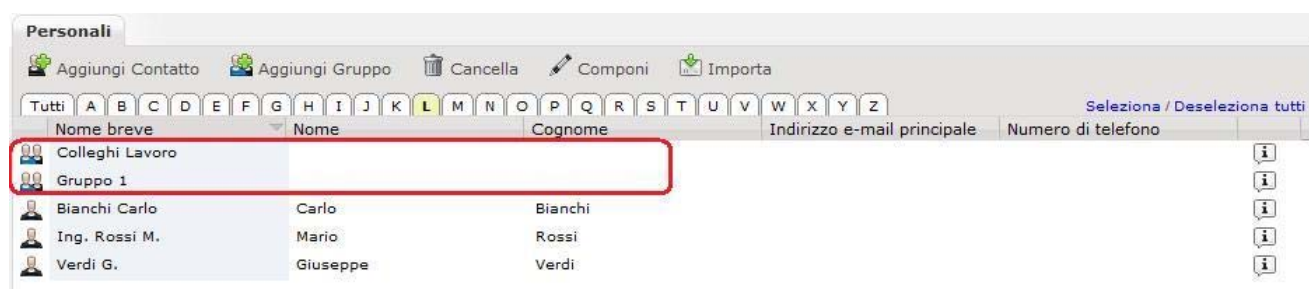 Personali
Aggiungi Contatto Aggiungi Gruppo Cancella Componi Importa
Tutti A B C D E F G H I J K L M N O P Q R S T U V W X Y Z Seleziona / Deseleziona tutti
Nome breve Nome Cognome Indirizzo e-mail principale Numero di telefono
Colleghi Lavoro i
Gruppo 1 i
Bianchi Carlo Carlo Bianchi i
Ing. Rossi M. Mario Rossi i
Verdi G. Giuseppe Verdi i